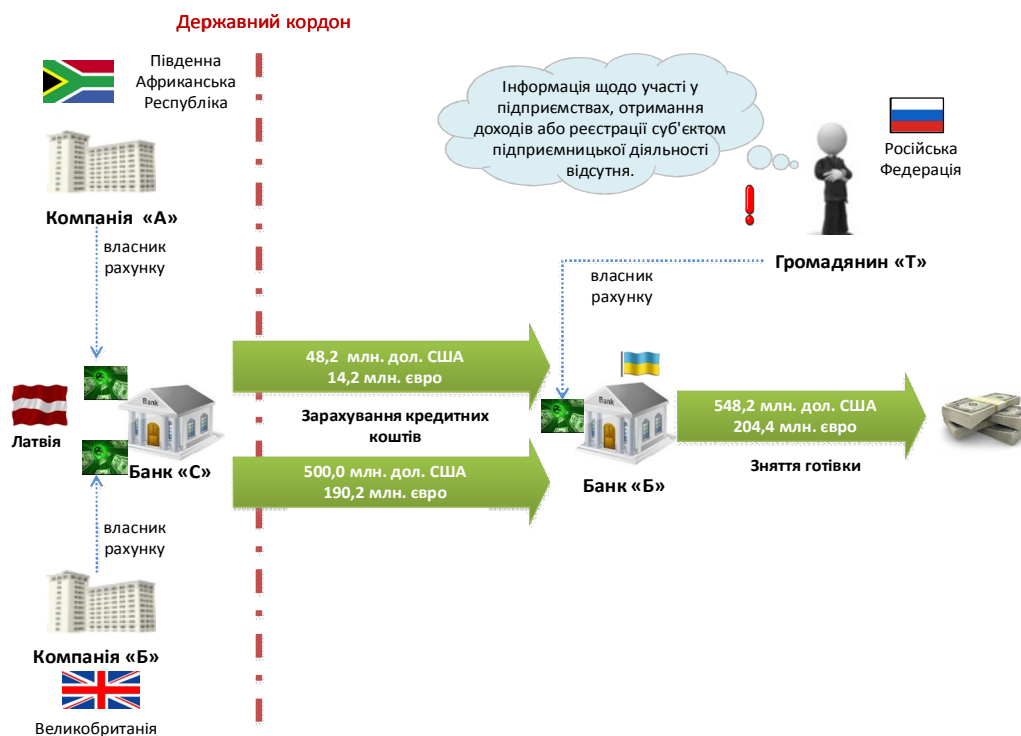 Державний кордон
Південна
Африканська
Республіка
Компанія «А»
власник
рахунку
Інформація щодо участі у
підприємствах, отримання
доходів або реєстрації суб'єктом
підприємницької діяльності
відсутня.
Російська
Федерація
Громадянин «Т»
власник
рахунку
Латвія
Bank
Банк «С»
48,2 млн. дол. США
14,2 млн. євро
Зарахування кредитних
коштів
500,0 млн. дол. США
190,2 млн. євро
Bank
Банк «Б»
548,2 млн. дол. США
204,4 млн. євро
Зняття готівки
власник
рахунку
Компанія «Б»
Великобританія